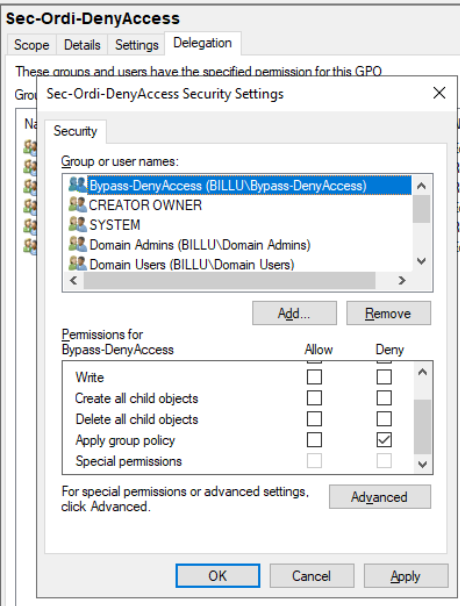 Sec-Ordi-DenyAccess
Scope Details Settings Delegation
These groups and users have the specified permission for this GPO
Grou
Sec-Ordi-DenyAccess Security Settings
Na
Security
Group or user names:
Bypass-DenyAccess (BILLU\Bypass-DenyAccess)
CREATOR OWNER
SYSTEM
Domain Admins (BILLU\Domain Admins)
Domain Users (BILLU\Domain Users)
Add... Remove
Permissions for
Bypass-DenyAccess Allow Deny
Write
Create all child objects
Delete all child objects
Apply group policy
Special permissions
For special permissions or advanced settings,
click Advanced. Advanced
OK Cancel Apply